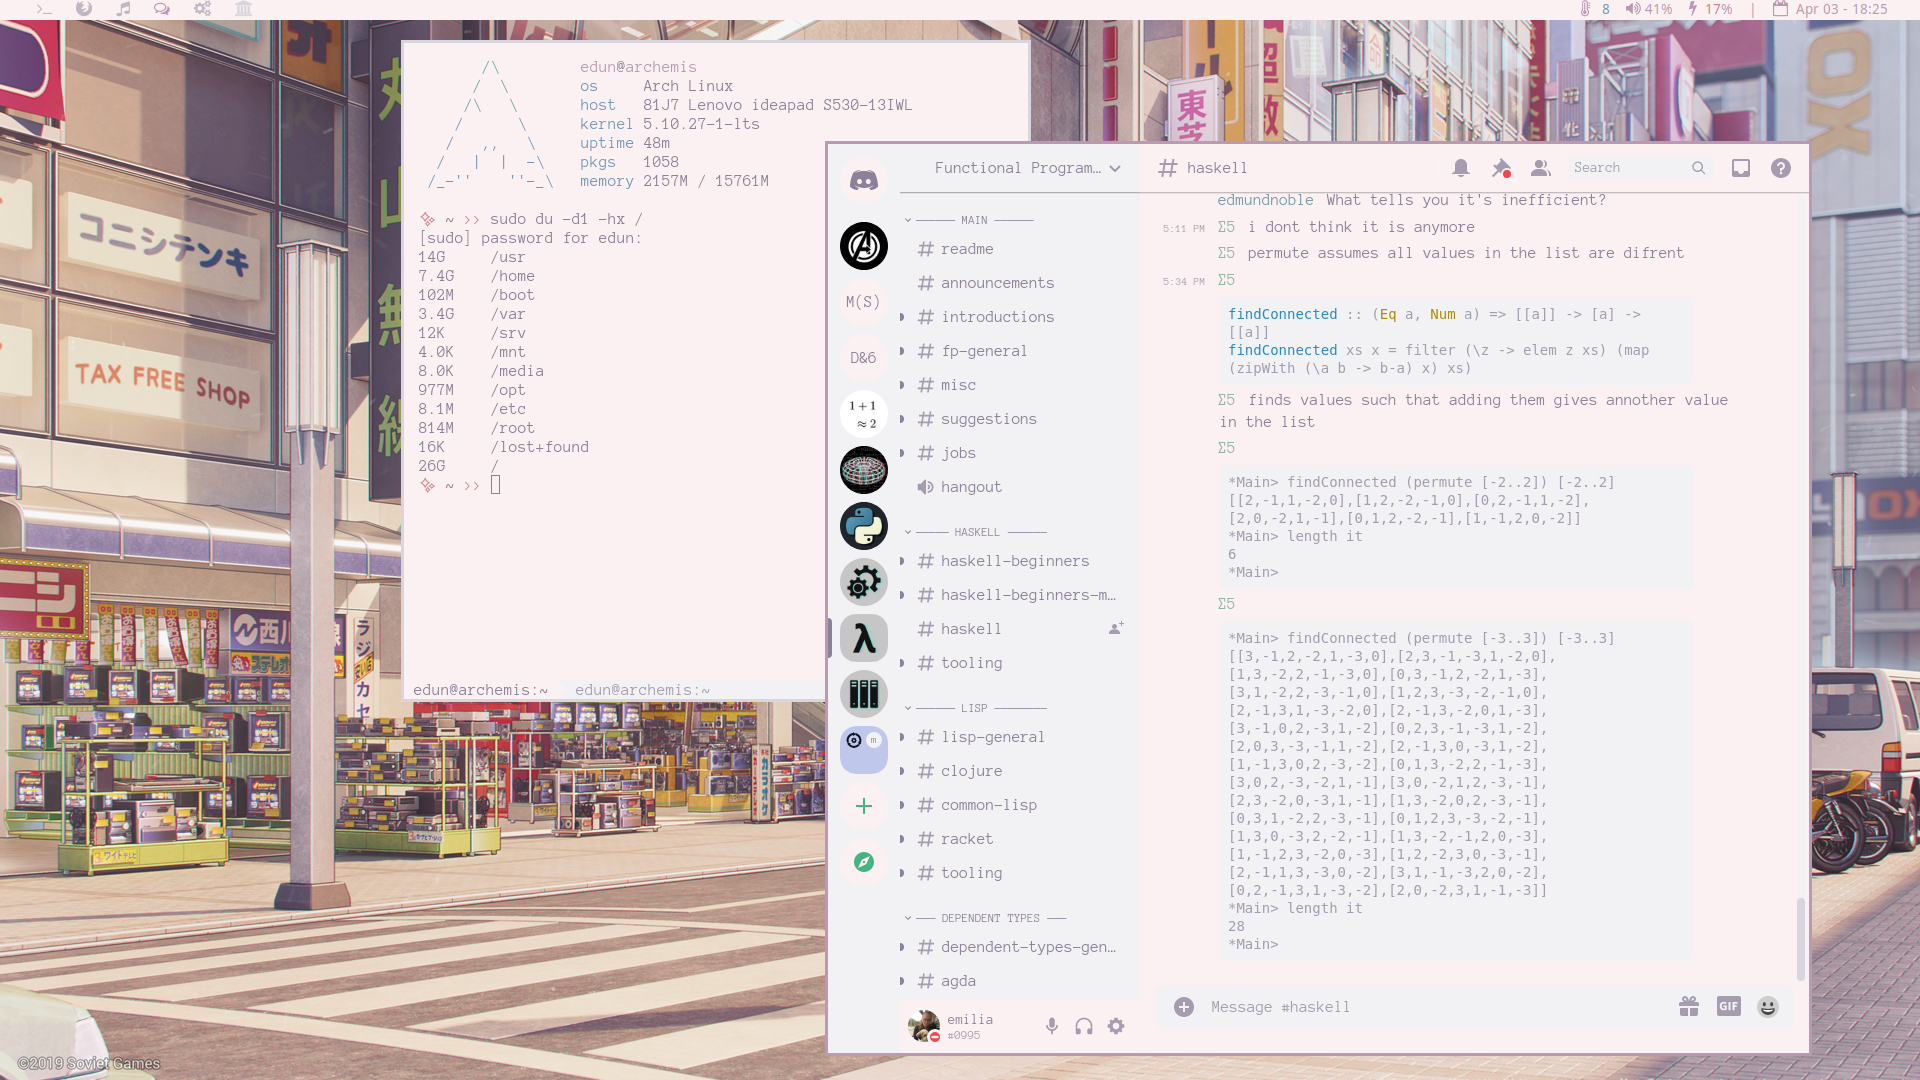 8 41% 17% | Apr 03 - 18:25
edun@archemis
os Arch Linux
host 81J7 Lenovo ideapad S530-13IWL
kernel 5.10.27-1-lts
uptime 48m
pkgs 1058
memory 2157M / 15761M
~ >> sudo du -d1 -hx /
[sudo] password for edun:
14G /usr
7.4G /home
102M /boot
3.4G /var
12K /srv
4.0K /mnt
8.0K /media
977M /opt
8.1M /etc
814M /root
16K /lost+found
26G /
~ >>
edun@archemis:~ edun@archemis:~
M(S)
D&6
1+1
≈2
Functional Program…
MAIN
readme
announcements
introductions
fp-general
misc
suggestions
jobs
hangout
HASKELL
haskell-beginners
haskell-beginners-m…
haskell
tooling
LISP
lisp-general
clojure
common-lisp
racket
tooling
DEPENDENT TYPES
dependent-types-gen…
agda
emilia
#0995
# haskell
Search
edmundnoble What tells you it's inefficient?
5:11 PM Σ5 i dont think it is anymore
Σ5 permute assumes all values in the list are difrent
5:34 PM Σ5
findConnected :: (Eq a, Num a) => [[a]] -> [a] ->
[[a]]
findConnected xs x = filter (\z -> elem z xs) (map
(zipWith (\a b -> b-a) x) xs)
Σ5 finds values such that adding them gives annother value
in the list
Σ5
*Main> findConnected (permute [-2..2]) [-2..2]
[[2,-1,1,-2,0],[1,2,-2,-1,0],[0,2,-1,1,-2],
[2,0,-2,1,-1],[0,1,2,-2,-1],[1,-1,2,0,-2]]
*Main> length it
6
*Main>
Σ5
*Main> findConnected (permute [-3..3]) [-3..3]
[[3,-1,2,-2,1,-3,0],[2,3,-1,-3,1,-2,0],
[1,3,-2,2,-1,-3,0],[0,3,-1,2,-2,1,-3],
[3,1,-2,2,-3,-1,0],[1,2,3,-3,-2,-1,0],
[2,-1,3,1,-3,-2,0],[2,-1,3,-2,0,1,-3],
[3,-1,0,2,-3,1,-2],[0,2,3,-1,-3,1,-2],
[2,0,3,-3,-1,1,-2],[2,-1,3,0,-3,1,-2],
[1,-1,3,0,2,-3,-2],[0,1,3,-2,2,-1,-3],
[3,0,2,-3,-2,1,-1],[3,0,-2,1,2,-3,-1],
[2,3,-2,0,-3,1,-1],[1,3,-2,0,2,-3,-1],
[0,3,1,-2,2,-3,-1],[0,1,2,3,-3,-2,-1],
[1,3,0,-3,2,-2,-1],[1,3,-2,-1,2,0,-3],
[1,-1,2,3,-2,0,-3],[1,2,-2,3,0,-3,-1],
[2,-1,1,3,-3,0,-2],[3,1,-1,-3,2,0,-2],
[0,2,-1,3,1,-3,-2],[2,0,-2,3,1,-1,-3]]
*Main> length it
28
*Main>
Message #haskell
GIF
コニシテンキ
TAX FREE SHOP
東芝
超
西川
©2019 Soviet Games